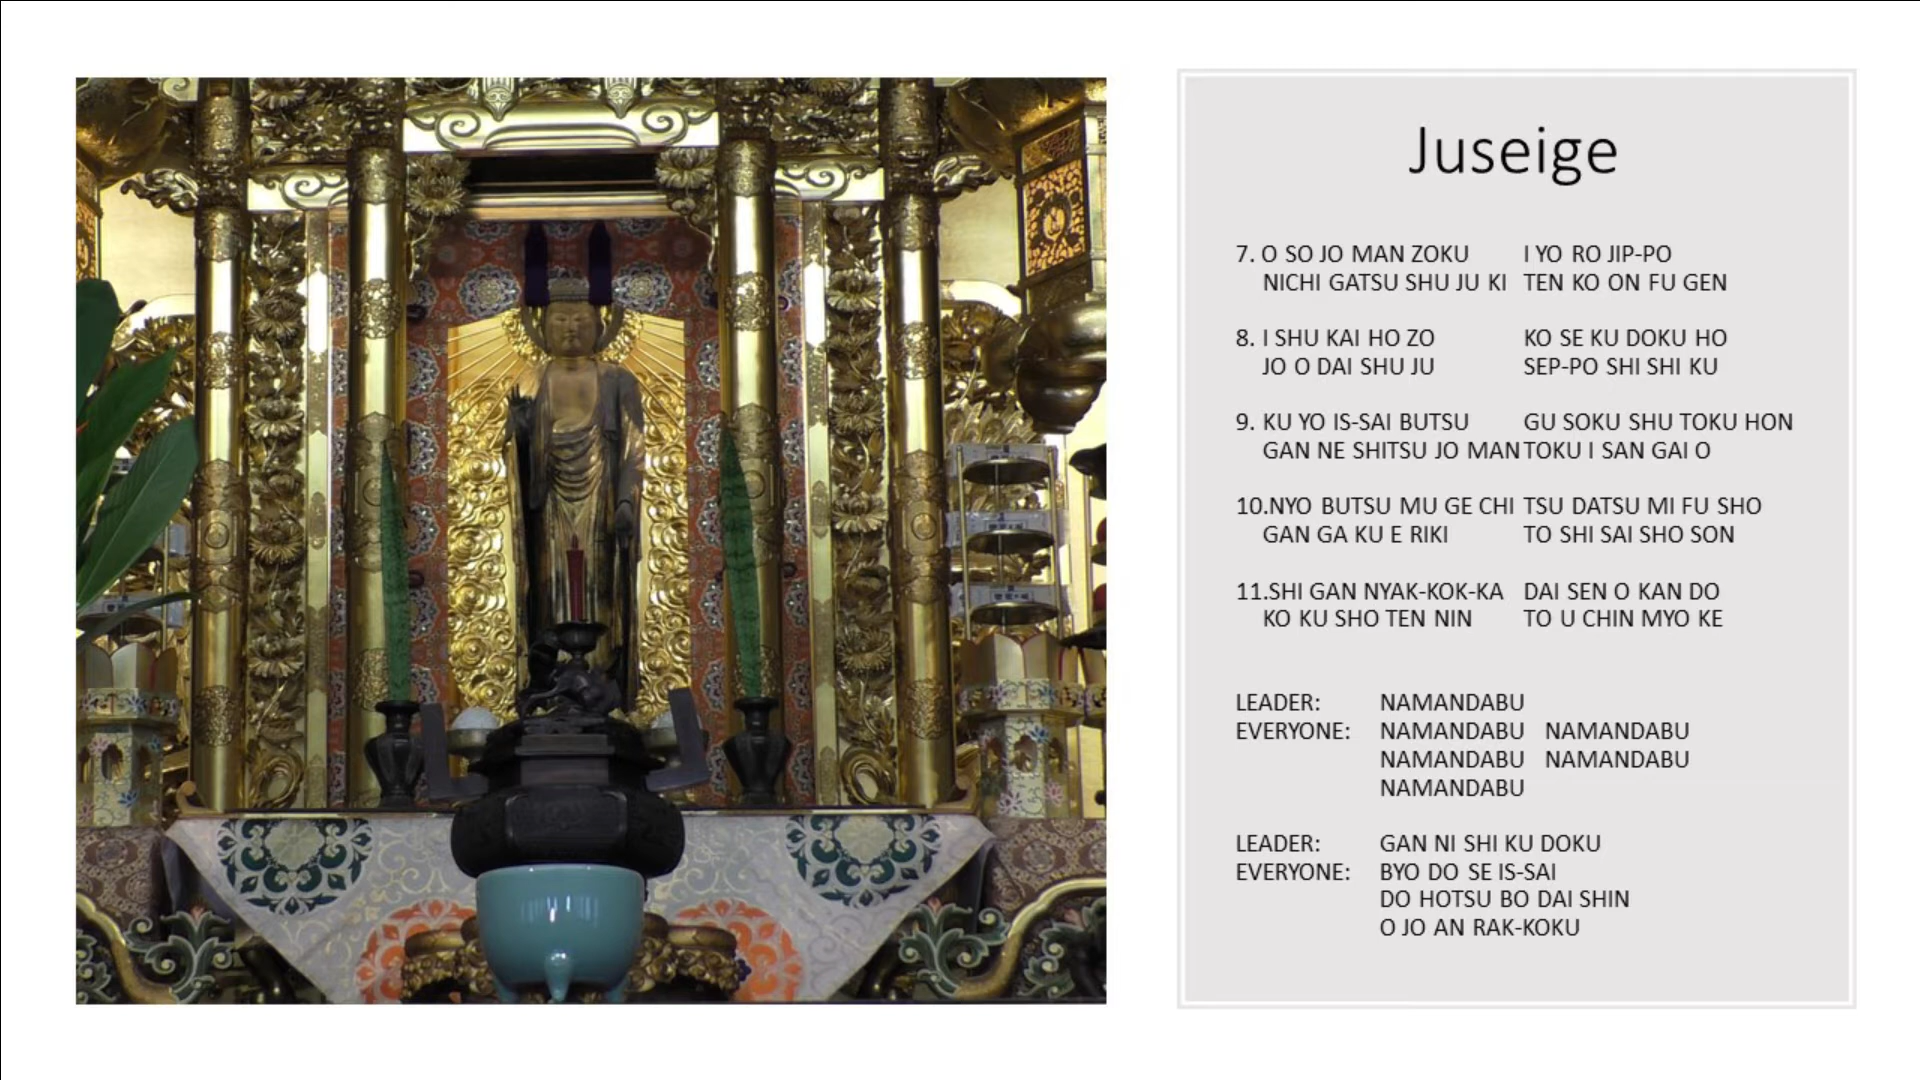 Juseige
7. O SO JO MAN ZOKU I YO RO JIP-PO
NICHI GATSU SHU JU KI TEN KO ON FU GEN
8. I SHU KAI HO ZO KO SE KU DOKU HO
JO O DAI SHU JU SEP-PO SHI SHI KU
9. KU YO IS-SAI BUTSU GU SOKU SHU TOKU HON
GAN NE SHITSU JO MAN TOKU I SAN GAI O
10.NYO BUTSU MU GE CHI TSU DATSU MI FU SHO
GAN GA KU E RIKI TO SHI SAI SHO SON
11.SHI GAN NYAK-KOK-KA DAI SEN O KAN DO
KO KU SHO TEN NIN TO U CHIN MYO KE
LEADER: NAMANDABU
EVERYONE: NAMANDABU NAMANDABU
NAMANDABU NAMANDABU
NAMANDABU
LEADER: GAN NI SHI KU DOKU
EVERYONE: BYO DO SE IS-SAI
DO HOTSU BO DAI SHIN
O JO AN RAK-KOKU